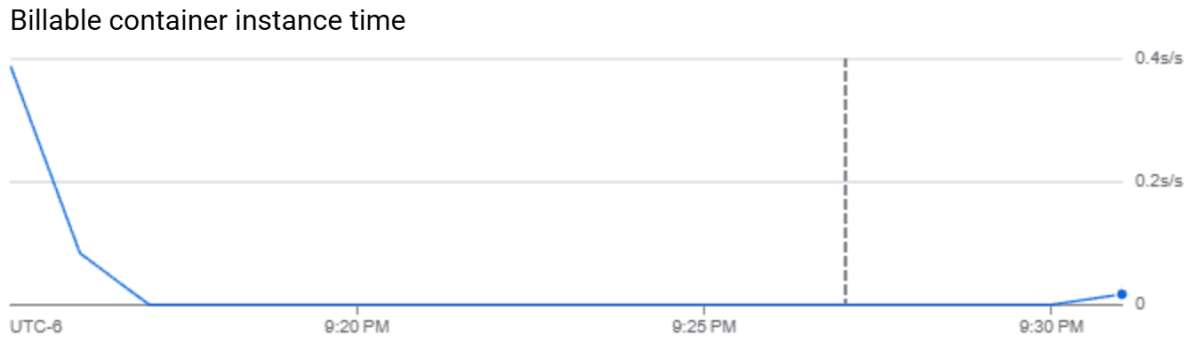 Billable container instance time
0.4s/s
0.2s/s
0
UTC-6 9:20 PM 9:25 PM 9:30 PM